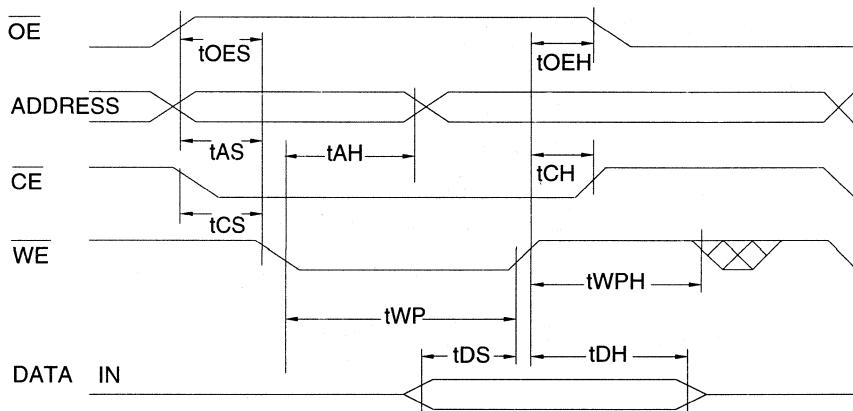 OE
tOES
tOEH
ADDRESS
tAS
tAH
CE
tCH
tCS
WE
tWPH
tWP
tDS
tDH
DATA IN